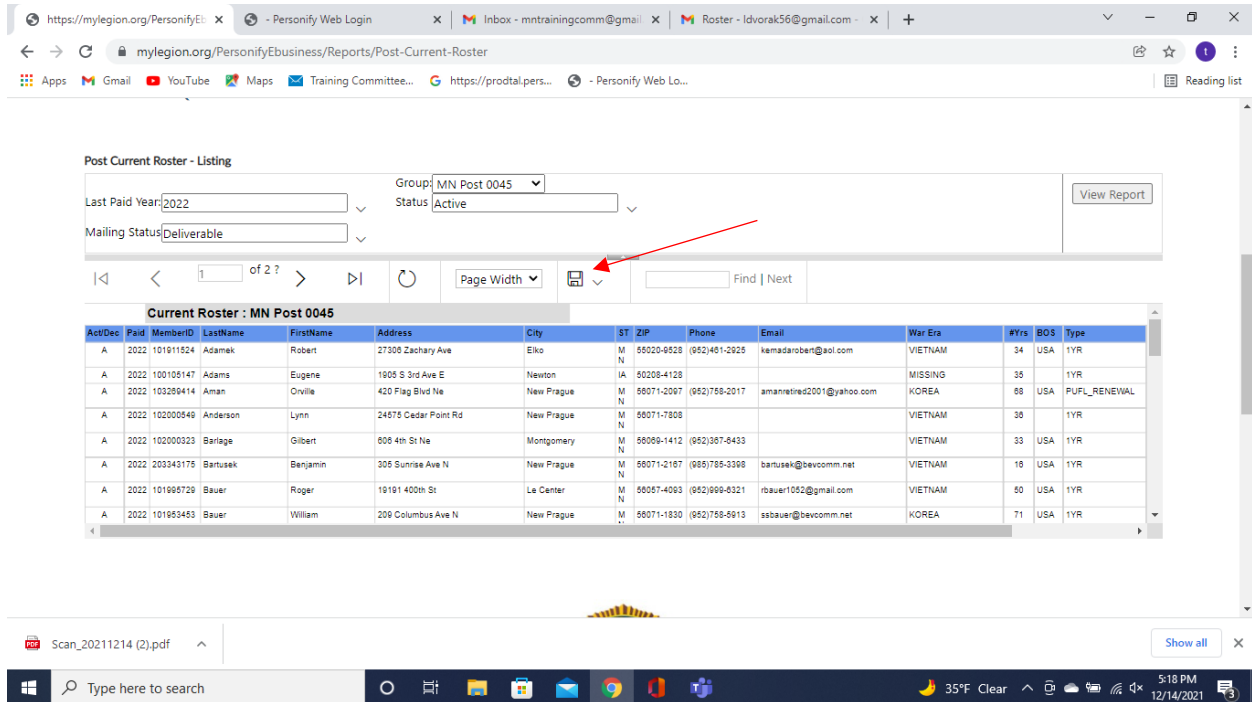 https://mylegion.org/PersonifyEb
- Personify Web Login
Inbox - mntrainingcomm@gmail
Roster - ldvorak56@gmail.com -
mylegion.org/PersonifyEbusiness/Reports/Post-Current-Roster
t
Apps Gmail YouTube Maps Training Committee... https://prodtal.pers... - Personify Web Lo... Reading list
Post Current Roster - Listing
Group: MN Post 0045
Last Paid Year: 2022 Status Active View Report
Mailing Status Deliverable
1 of 2 ? Page Width Find | Next
Current Roster : MN Post 0045
Act/Dec Paid MemberID LastName FirstName Address City ST ZIP Phone Email War Era #Yrs BOS Type
A 2022 101911524 Adamek Robert 27306 Zachary Ave Elko MN 55020-9528 (952)461-2925 kemadarobert@aol.com VIETNAM 34 USA 1YR
A 2022 100105147 Adams Eugene 1905 S 3rd Ave E Newton IA 50208-4128 MISSING 35 1YR
A 2022 103269414 Aman Orville 420 Flag Blvd Ne New Prague MN 56071-2097 (952)758-2017 amanretired2001@yahoo.com KOREA 68 USA PUFL_RENEWAL
A 2022 102000549 Anderson Lynn 24675 Cedar Point Rd New Prague MN 56071-7808 VIETNAM 36 1YR
A 2022 102000323 Barlage Gilbert 606 4th St Ne Montgomery MN 56069-1412 (952)367-6433 VIETNAM 33 USA 1YR
A 2022 203343175 Bartusek Benjamin 305 Sunrise Ave N New Prague MN 56071-2167 (985)785-3398 bartusek@bevcomm.net VIETNAM 16 USA 1YR
A 2022 101995729 Bauer Roger 19191 400th St Le Center MN 56057-4093 (952)999-6321 rbauer1052@gmail.com VIETNAM 50 USA 1YR
A 2022 101953453 Bauer William 209 Columbus Ave N New Prague M 56071-1830 (952)758-5913 ssbauer@bevcomm.net KOREA 71 USA 1YR
PDF Scan_20211214 (2).pdf Show all
Type here to search 35°F Clear 5:18 PM
12/14/2021 3